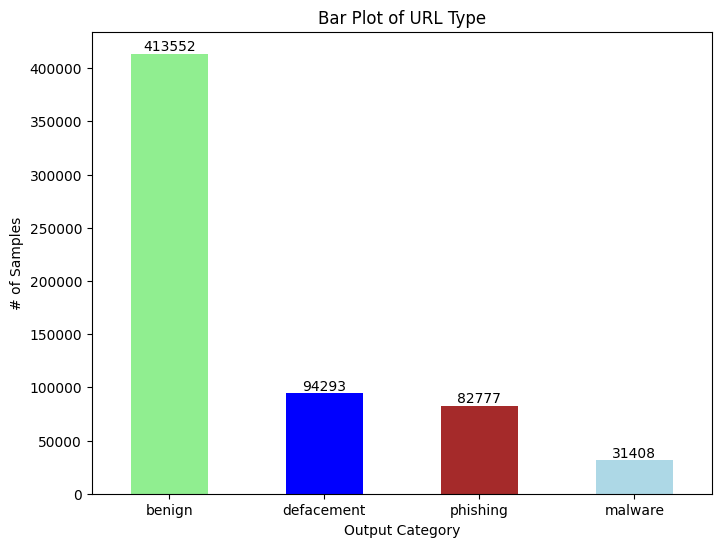 Bar Plot of URL Type
# of Samples
400000
350000
300000
250000
200000
150000
100000
50000
0
413552
94293
82777
31408
benign
defacement
phishing
malware
Output Category